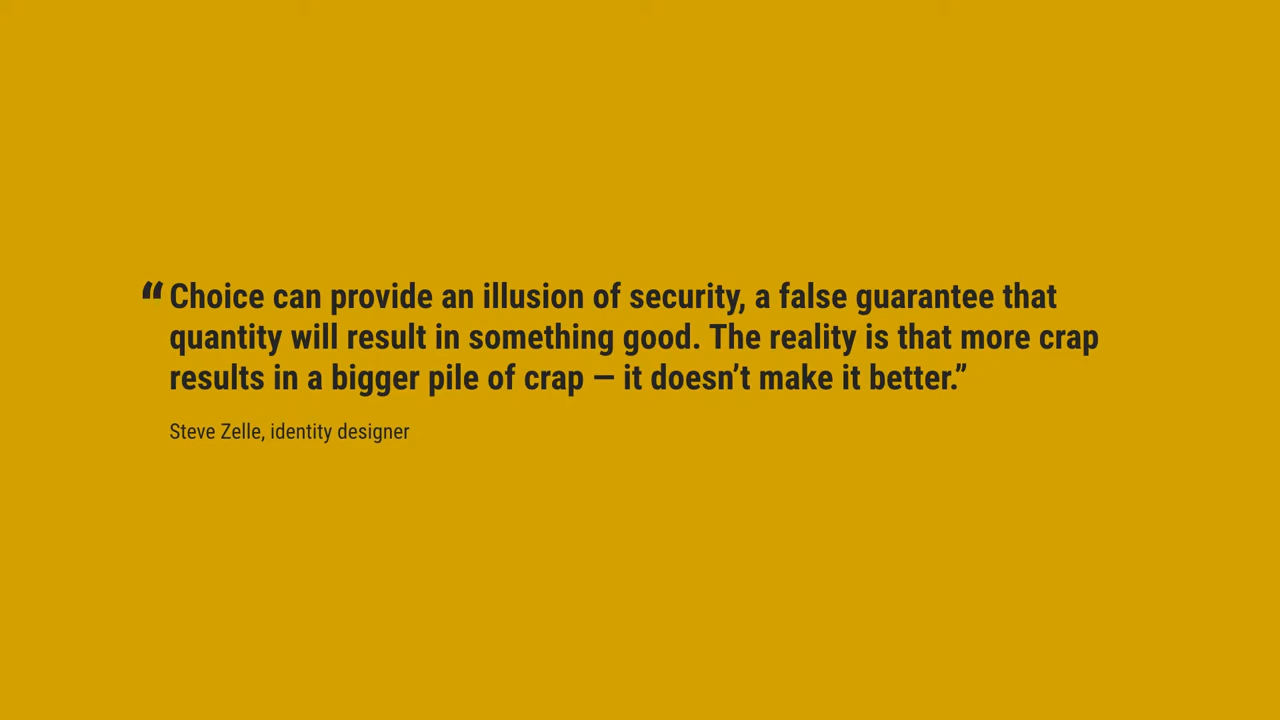 “Choice can provide an illusion of security, a false guarantee that
quantity will result in something good. The reality is that more crap
results in a bigger pile of crap — it doesn’t make it better.”
Steve Zelle, identity designer